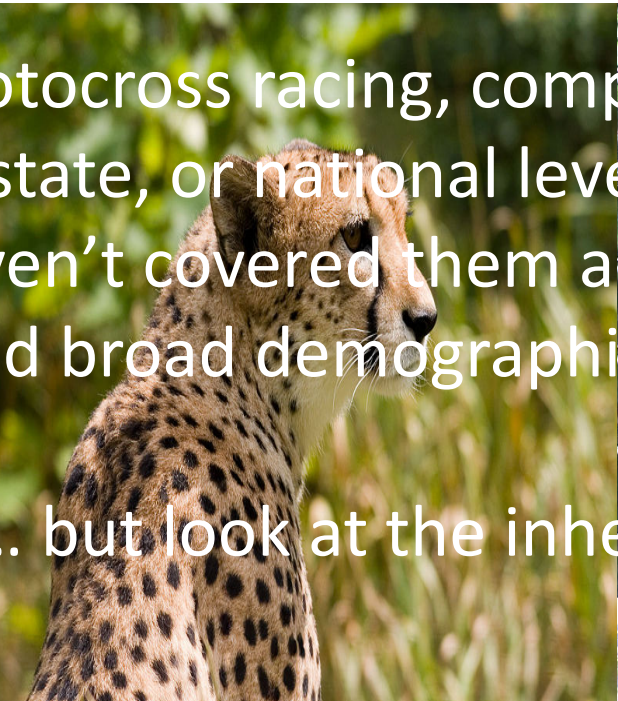 otocross racing, comp
state, or national leve
ven't covered them a
d broad demographi
.. but look at the inhe